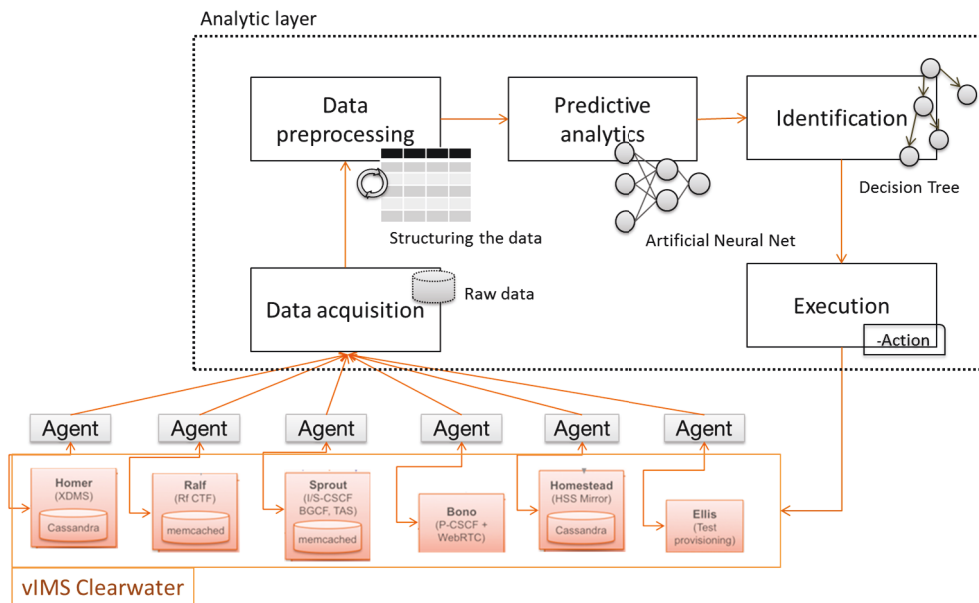 Analytic layer
Data
preprocessing
Predictive
analytics
Identification
Decision Tree
Structuring the data
Artificial Neural Net
Data acquisition
Raw data
Execution
-Action
Agent
Agent
Agent
Agent
Agent
Agent
Homer
(XDMS)
Cassandra
Ralf
(Rf CTF)
memcached
Sprout
(I/S-CSCF
BGCF, TAS)
memcached
Bono
(P-CSCF +
WebRTC)
Homestead
(HSS Mirror)
Cassandra
Ellis
(Test
provisioning)
vIMS Clearwater